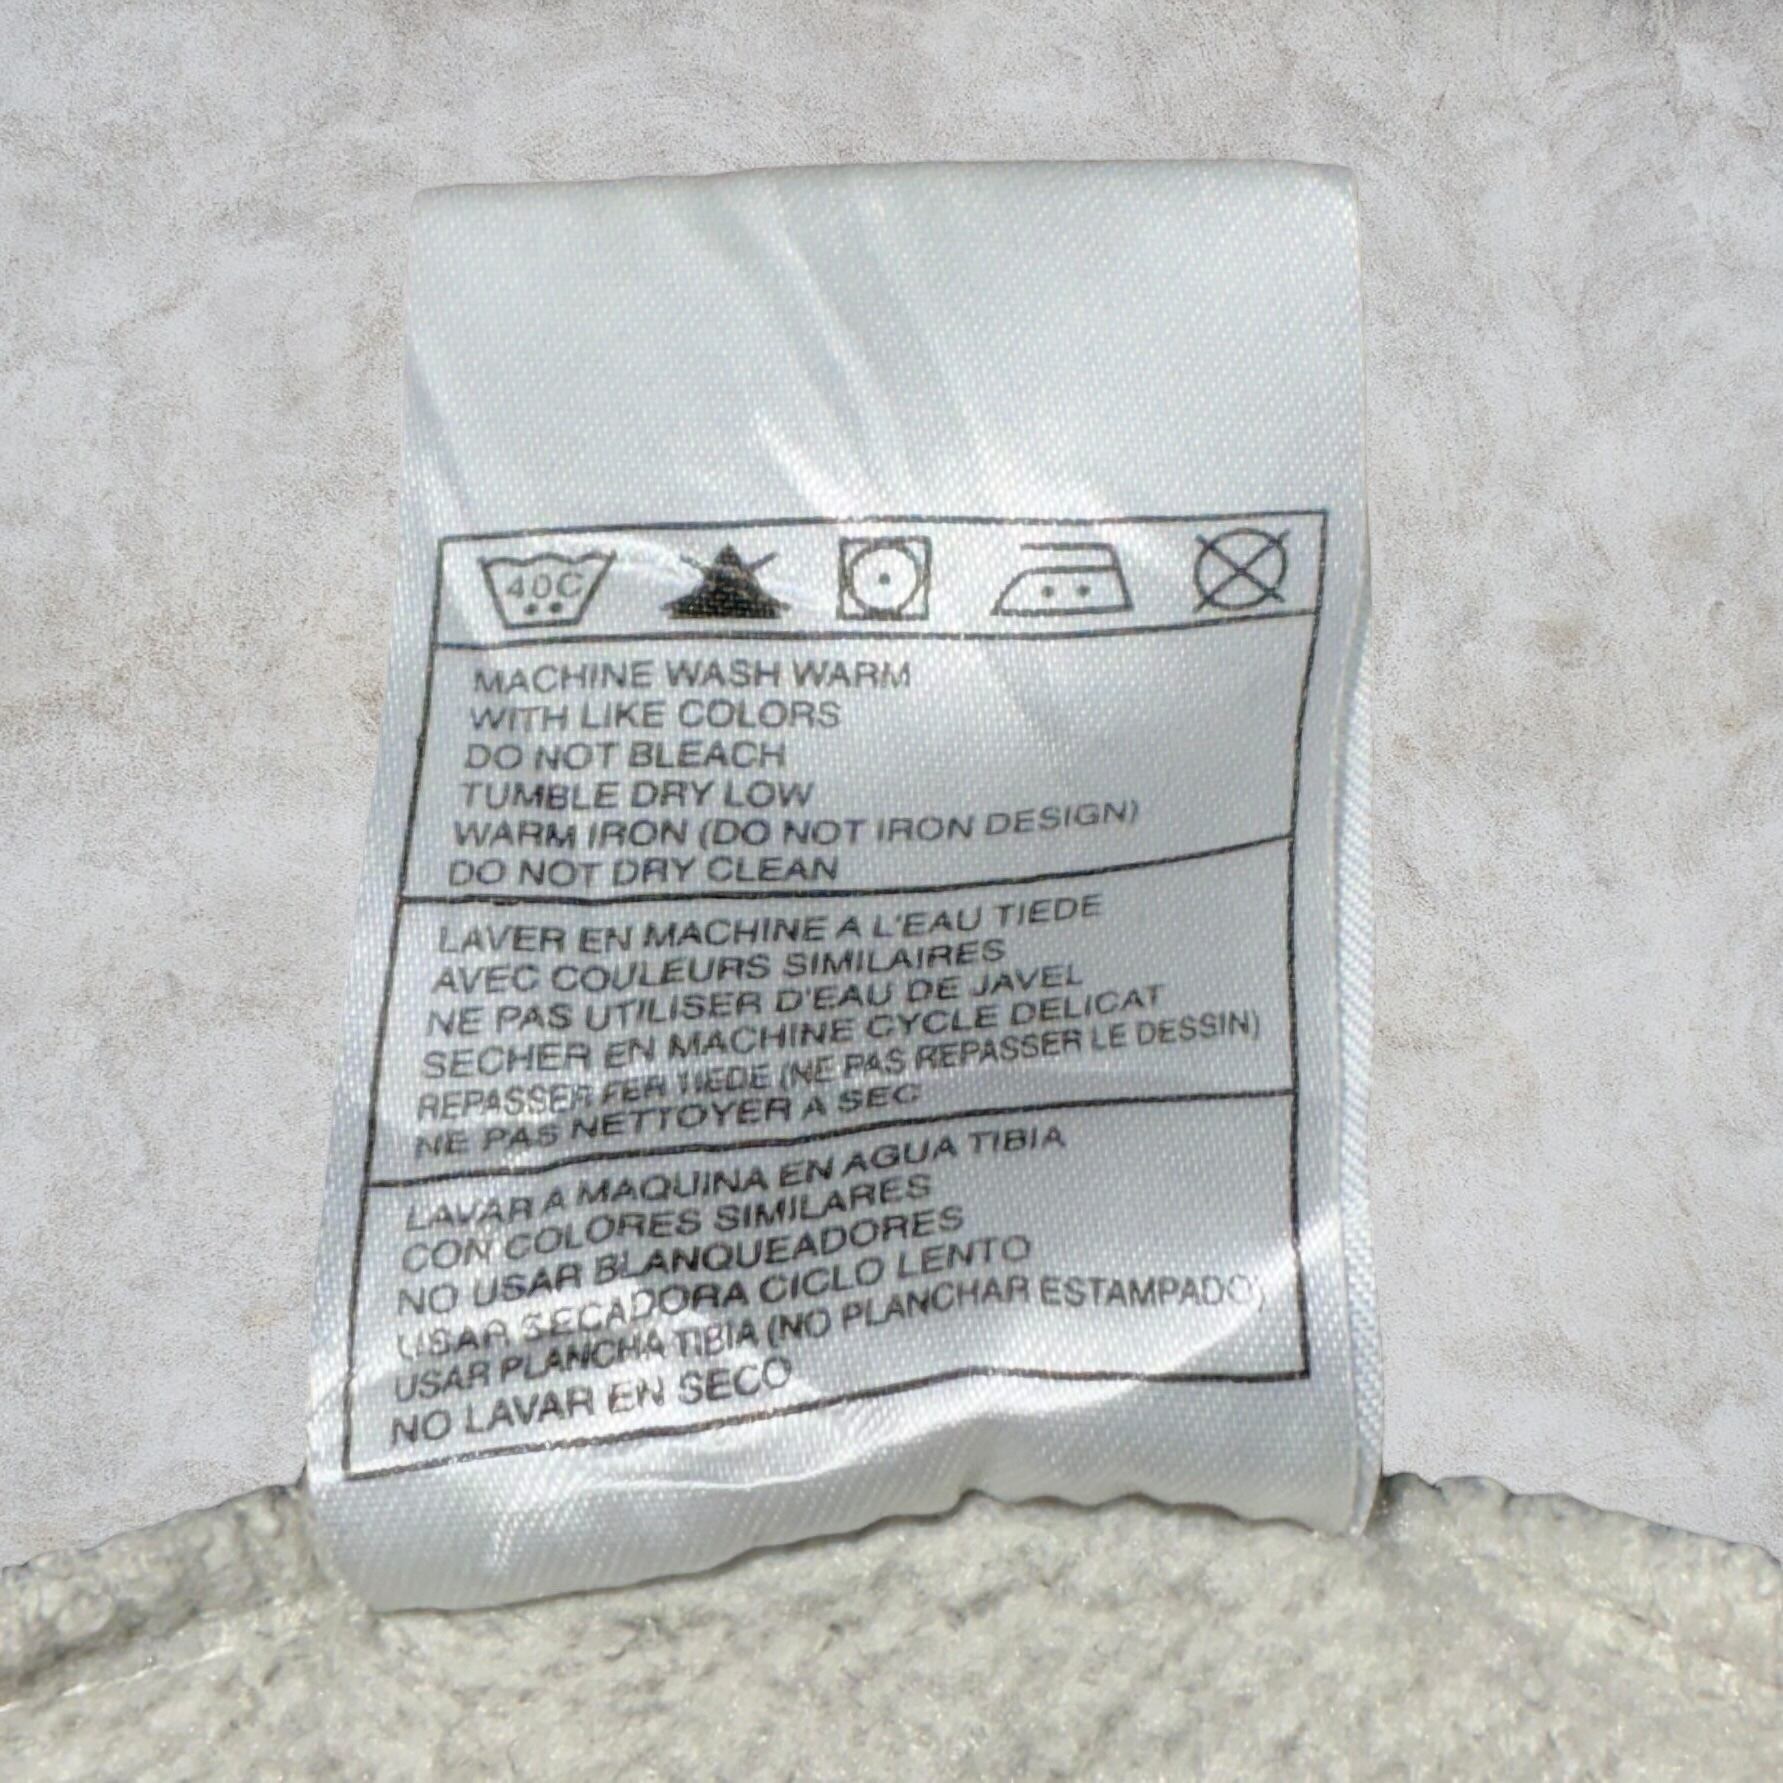 40C
MACHINE WASH WARM
WITH LIKE COLORS
DO NOT BLEACH
TUMBLE DRY LOW
WARM IRON (DO NOT IRON DESIGN)
DO NOT DRY CLEAN
LAVER EN MACHINE A L'EAU TIEDE
AVEC COULEURS SIMILAIRES
NE PAS UTILISER D'EAU DE JAVEL
SECHER EN MACHINE CYCLE DELICAT
REPASSER FER TIEDE (NE PAS REPASSER LE DESSIN)
NE PAS NETTOYER A SEC
LAVAR A MAQUINA EN AGUA TIBIA
CON COLORES SIMILARES
NO USAR BLANQUEADORES
USAR SECADORA CICLO LENTO
USAR PLANCHA TIBIA (NO PLANCHAR ESTAMPADO)
NO LAVAR EN SECO